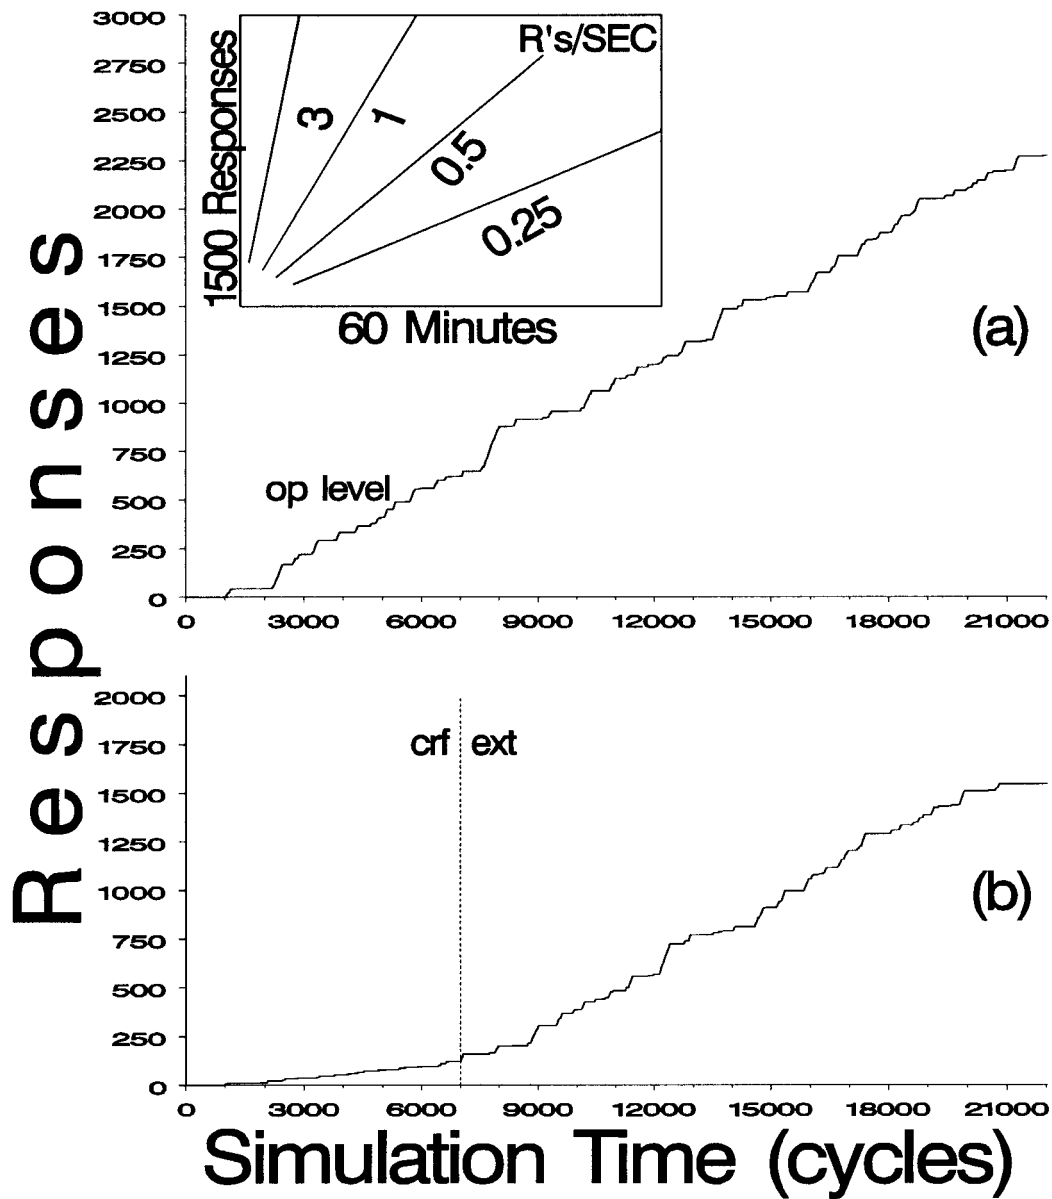 Responses
3000
2750
2500
2250
2000
1750
1500
1250
1000
750
500
250
0
1500 Responses
R's/SEC
3
1
0.5
0.25
60 Minutes
(a)
op level
0 3000 6000 9000 12000 15000 18000 21000
2000
1750
1500
1250
1000
750
500
250
0
crf ext
(b)
0 3000 6000 9000 12000 15000 18000 21000
Simulation Time (cycles)